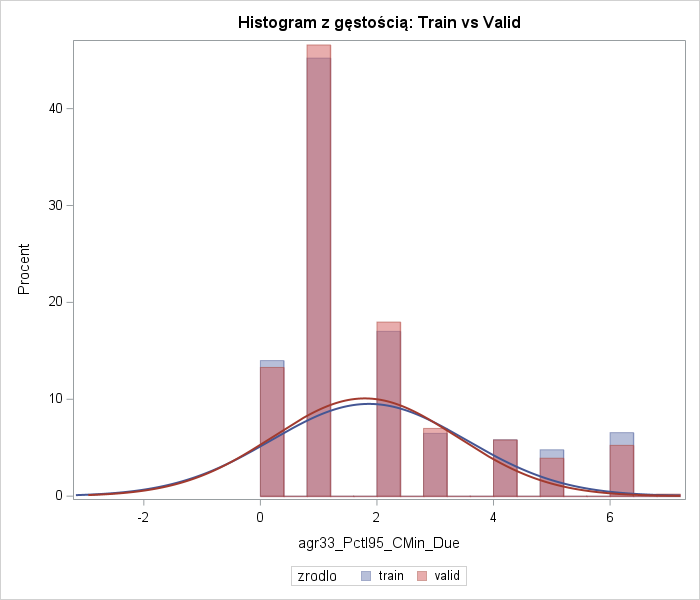 Histogram z gęstością: Train vs Valid
Procent
40
30
20
10
0
-2
0
2
4
6
agr33_Pctl95_CMin_Due
zrodlo train valid